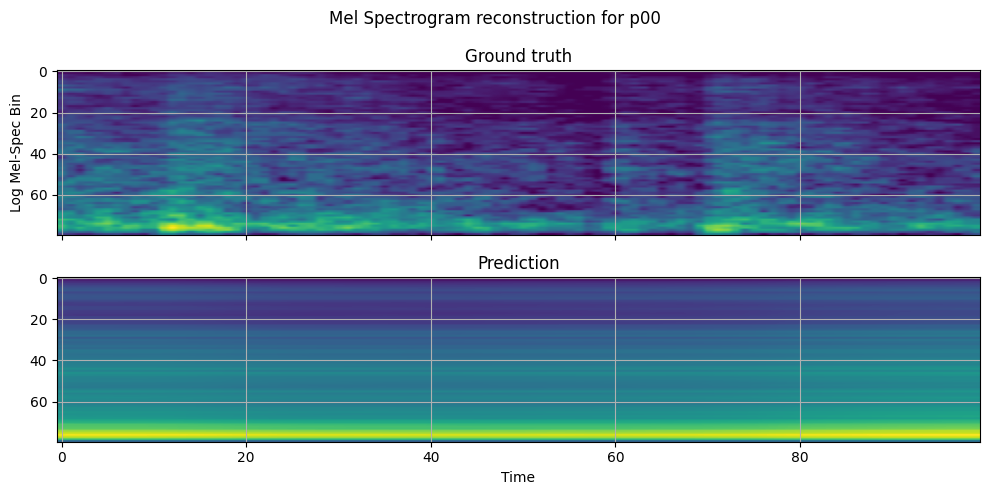 Mel Spectrogram reconstruction for p00
Ground truth
0
20
40
60
Log Mel-Spec Bin
Prediction
0
20
40
60
0 20 40 60 80
Time